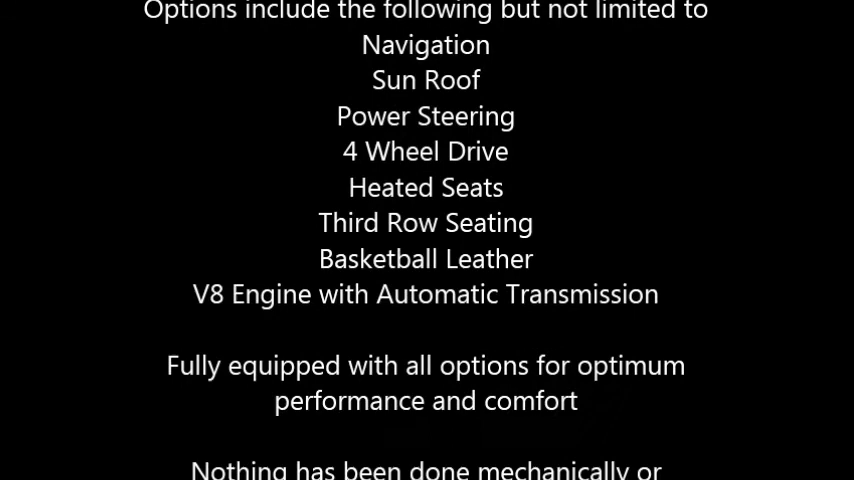 Options include the following but not limited to
Navigation
Sun Roof
Power Steering
4 Wheel Drive
Heated Seats
Third Row Seating
Basketball Leather
V8 Engine with Automatic Transmission
Fully equipped with all options for optimum
performance and comfort
Nothing has been done mechanically or